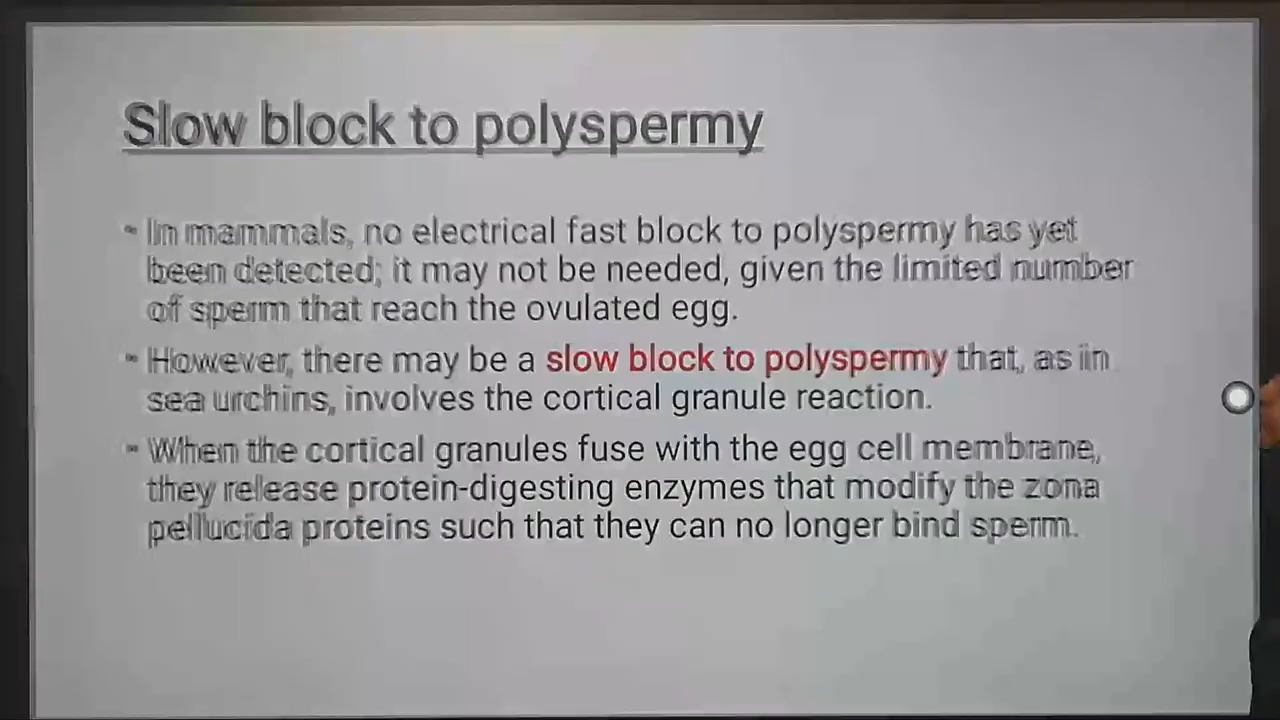 Slow block to polyspermy
- In mammals, no electrical fast block to polyspermy has yet
been detected; it may not be needed, given the limited number
of sperm that reach the ovulated egg.
- However, there may be a slow block to polyspermy that, as in
sea urchins, involves the cortical granule reaction.
- When the cortical granules fuse with the egg cell membrane,
they release protein-digesting enzymes that modify the zona
pellucida proteins such that they can no longer bind sperm.